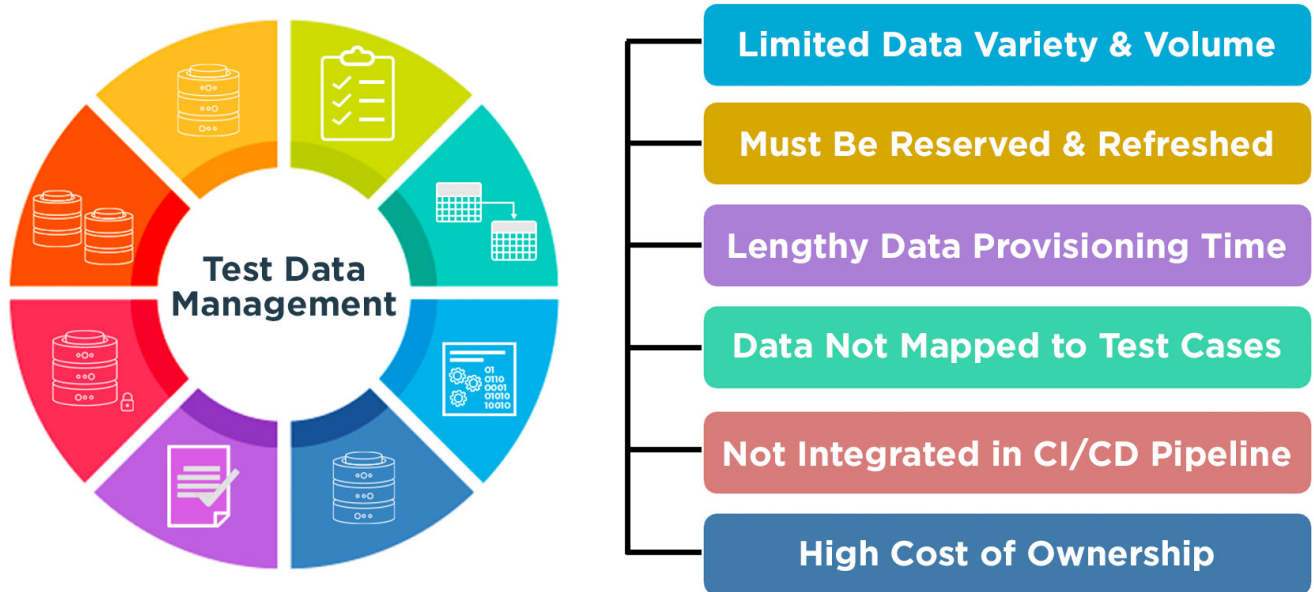 Test Data
Management
01
0110
0001
01010
10010
Limited Data Variety & Volume
Must Be Reserved & Refreshed
Lengthy Data Provisioning Time
Data Not Mapped to Test Cases
Not Integrated in CI/CD Pipeline
High Cost of Ownership